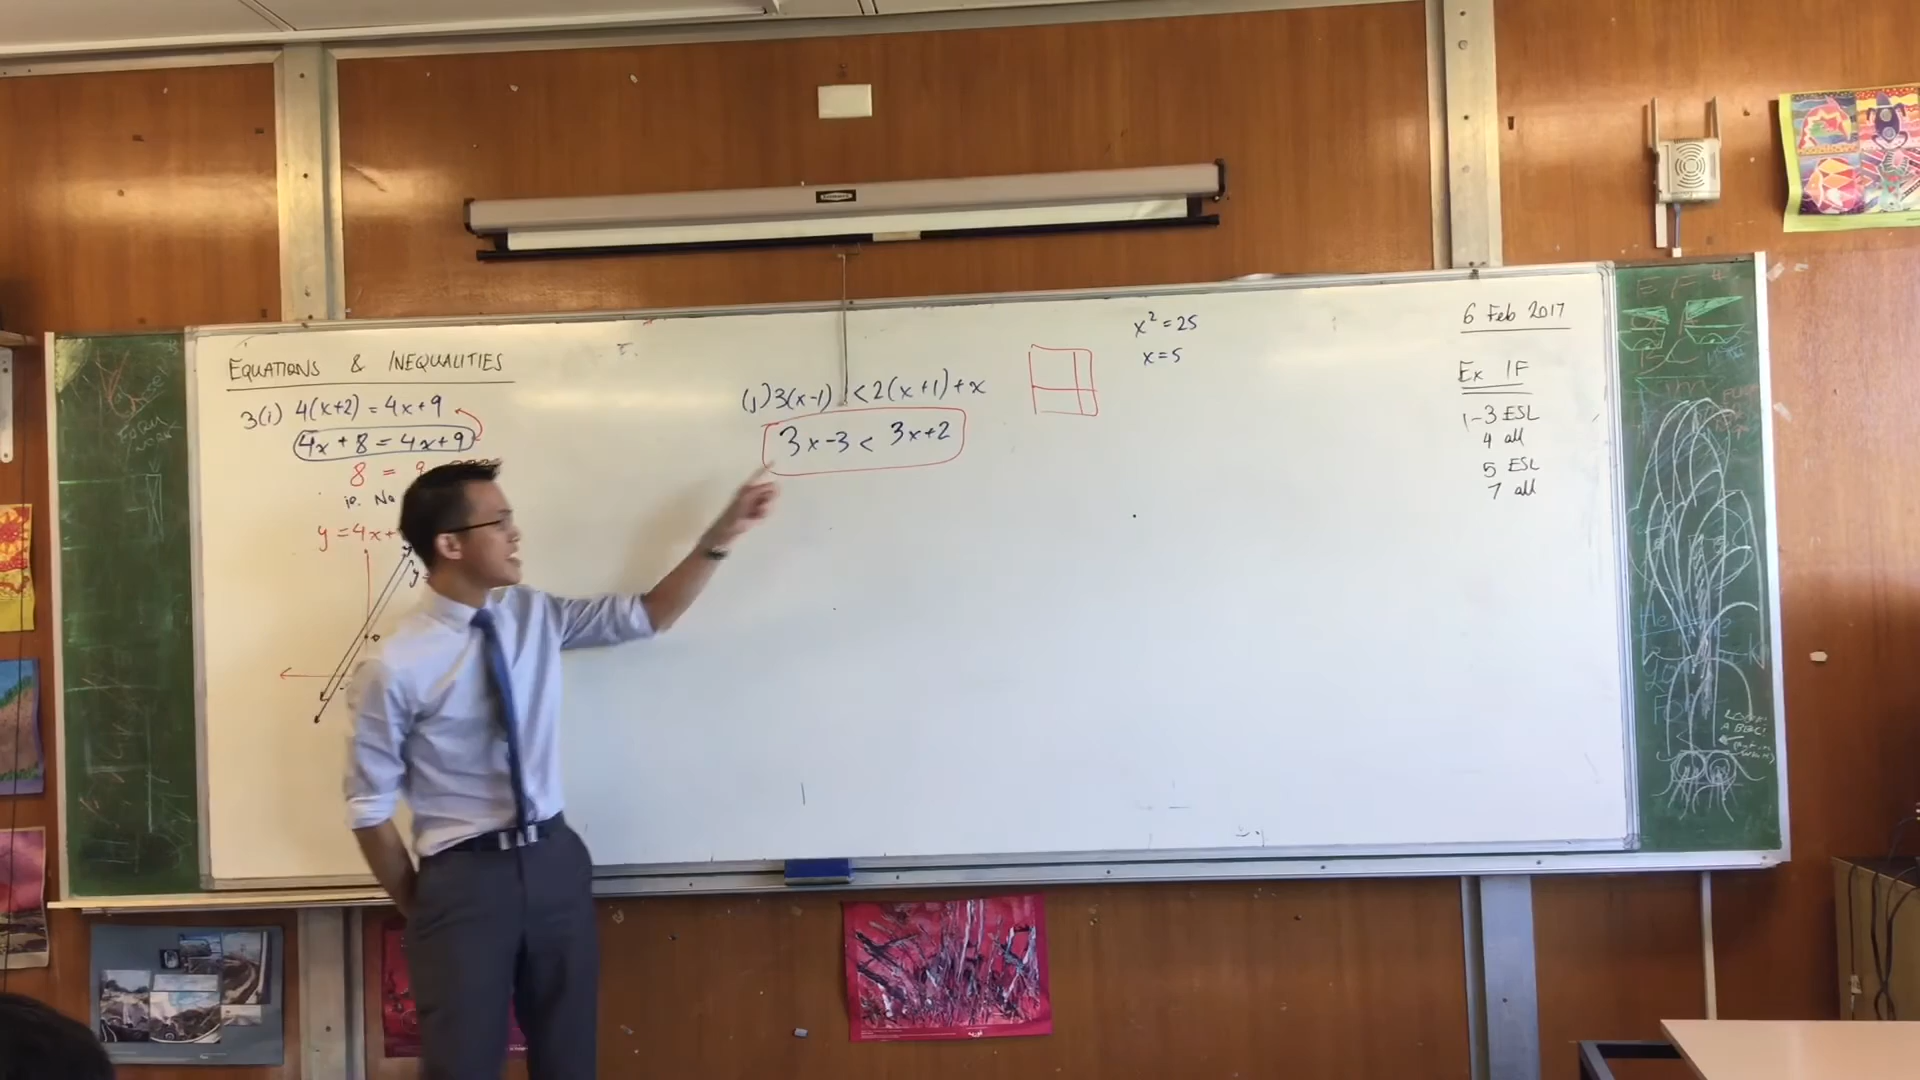 EQUATIONS & INEQUALITIES
3(i) 4(x+2) = 4x+9
4x + 8 = 4x+9
8 =
ie. No
y = 4x+
(j) 3(x-1) < 2(x+1)+x
3x-3 < 3x+2
x² = 25
x = 5
6 Feb 2017
Ex 1F
1-3 ESL
4 all
5 ESL
7 all